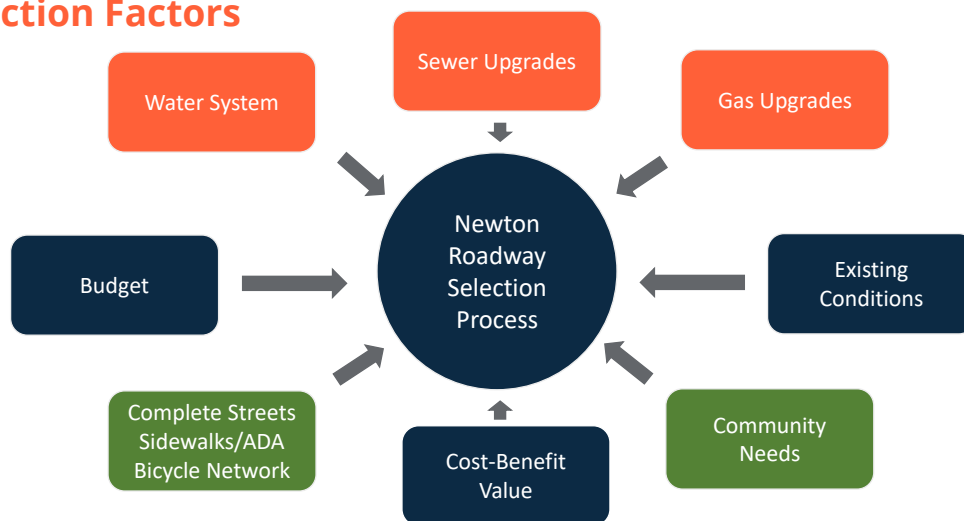 ction Factors
Sewer Upgrades
Water System
Gas Upgrades
Newton
Roadway
Selection
Process
Budget
Existing
Conditions
Complete Streets
Sidewalks/ADA
Bicycle Network
Community
Needs
Cost-Benefit
Value